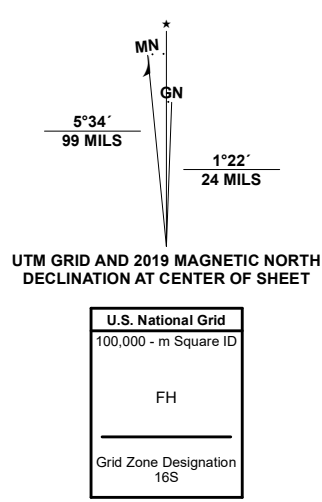 MN
GN
5°34´
99 MILS
1°22´
24 MILS
UTM GRID AND 2019 MAGNETIC NORTH
DECLINATION AT CENTER OF SHEET
U.S. National Grid
100,000 - m Square ID
FH
Grid Zone Designation
16S